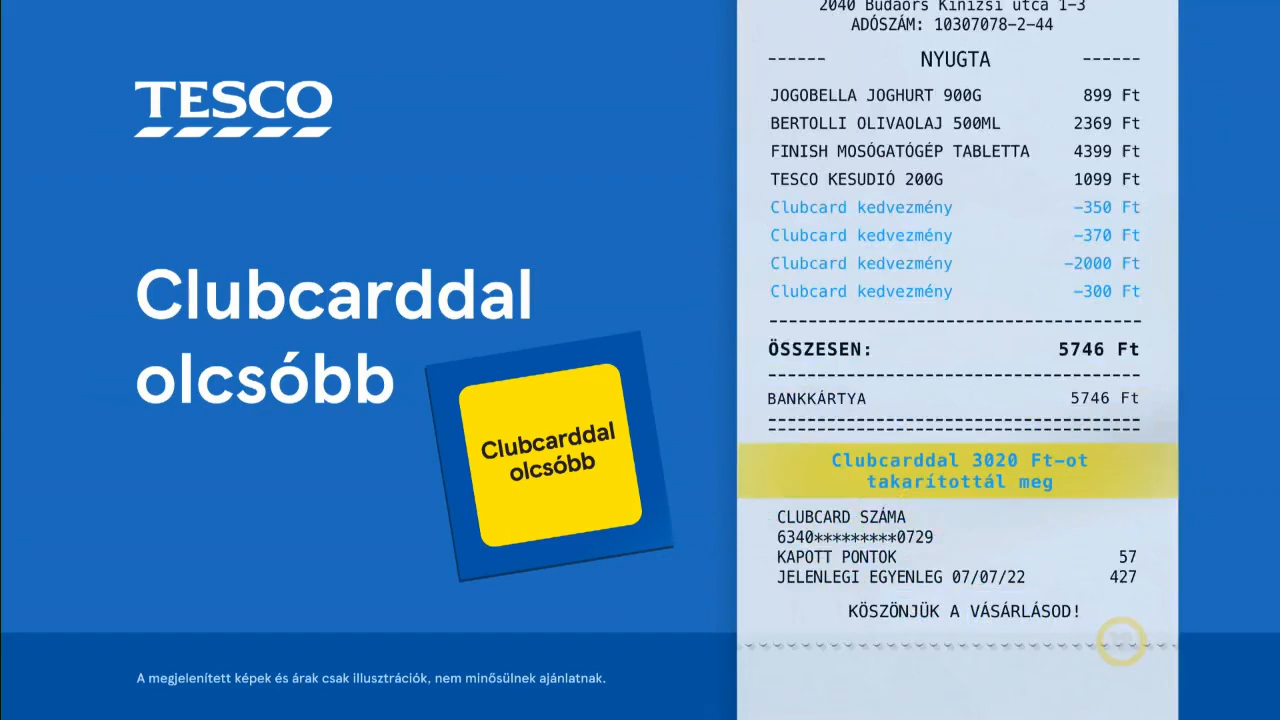 TESCO
Clubcarddal
olcsóbb
Clubcarddal
olcsóbb
A megjelenített képek és árak csak illusztrációk, nem minősülnek ajánlatnak.
2040 Budaörs Kinizsi utca 1-3
ADÓSZÁM: 10307078-2-44
------ NYUGTA ------
JOGOBELLA JOGHURT 900G 899 Ft
BERTOLLI OLIVAOLAJ 500ML 2369 Ft
FINISH MOSÓGATÓGÉP TABLETTA 4399 Ft
TESCO KESUDIÓ 200G 1099 Ft
Clubcard kedvezmény -350 Ft
Clubcard kedvezmény -370 Ft
Clubcard kedvezmény -2000 Ft
Clubcard kedvezmény -300 Ft
ÖSSZESEN: 5746 Ft
BANKKÁRTYA 5746 Ft
Clubcarddal 3020 Ft-ot
takarítottál meg
CLUBCARD SZÁMA
6340*********0729
KAPOTT PONTOK 57
JELENLEGI EGYENLEG 07/07/22 427
KÖSZÖNJÜK A VÁSÁRLÁSOD!